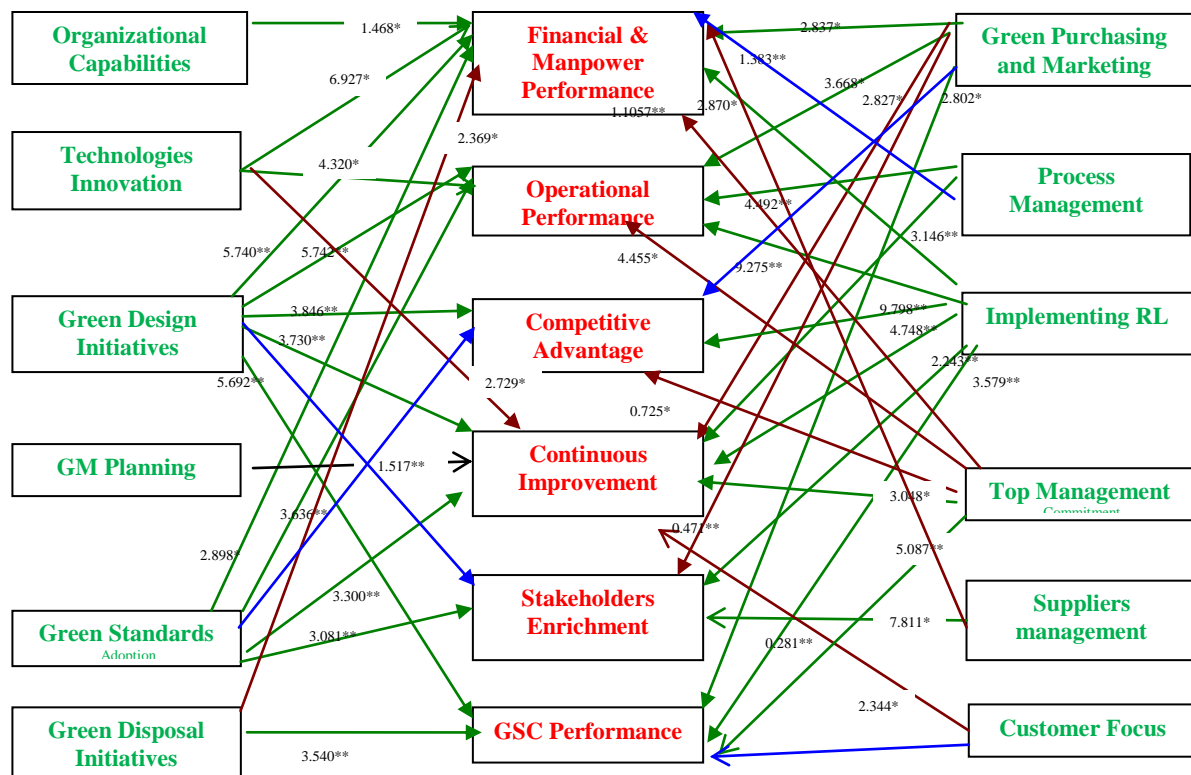 Organizational
Capabilities
Technologies
Innovation
Green Design
Initiatives
GM Planning
Green Standards
Adoption
Green Disposal
Initiatives
Financial &
Manpower
Performance
Operational
Performance
Competitive
Advantage
Continuous
Improvement
Stakeholders
Enrichment
GSC Performance
Green Purchasing
and Marketing
Process
Management
Implementing RL
Top Management
Commitment
Suppliers
management
Customer Focus
1.468*
6.927*
2.369*
4.320*
5.740**
5.742**
3.846**
3.730**
5.692**
2.729*
1.517**
3.636**
2.898*
3.300**
3.081**
3.540**
2.837*
1.383**
3.668*
2.827*
2.802*
2.870*
1.1057**
4.492**
3.146**
4.455*
9.275**
9.798**
4.748**
2.243**
3.579**
0.725*
3.048*
0.471**
5.087**
7.811*
0.281**
2.344*